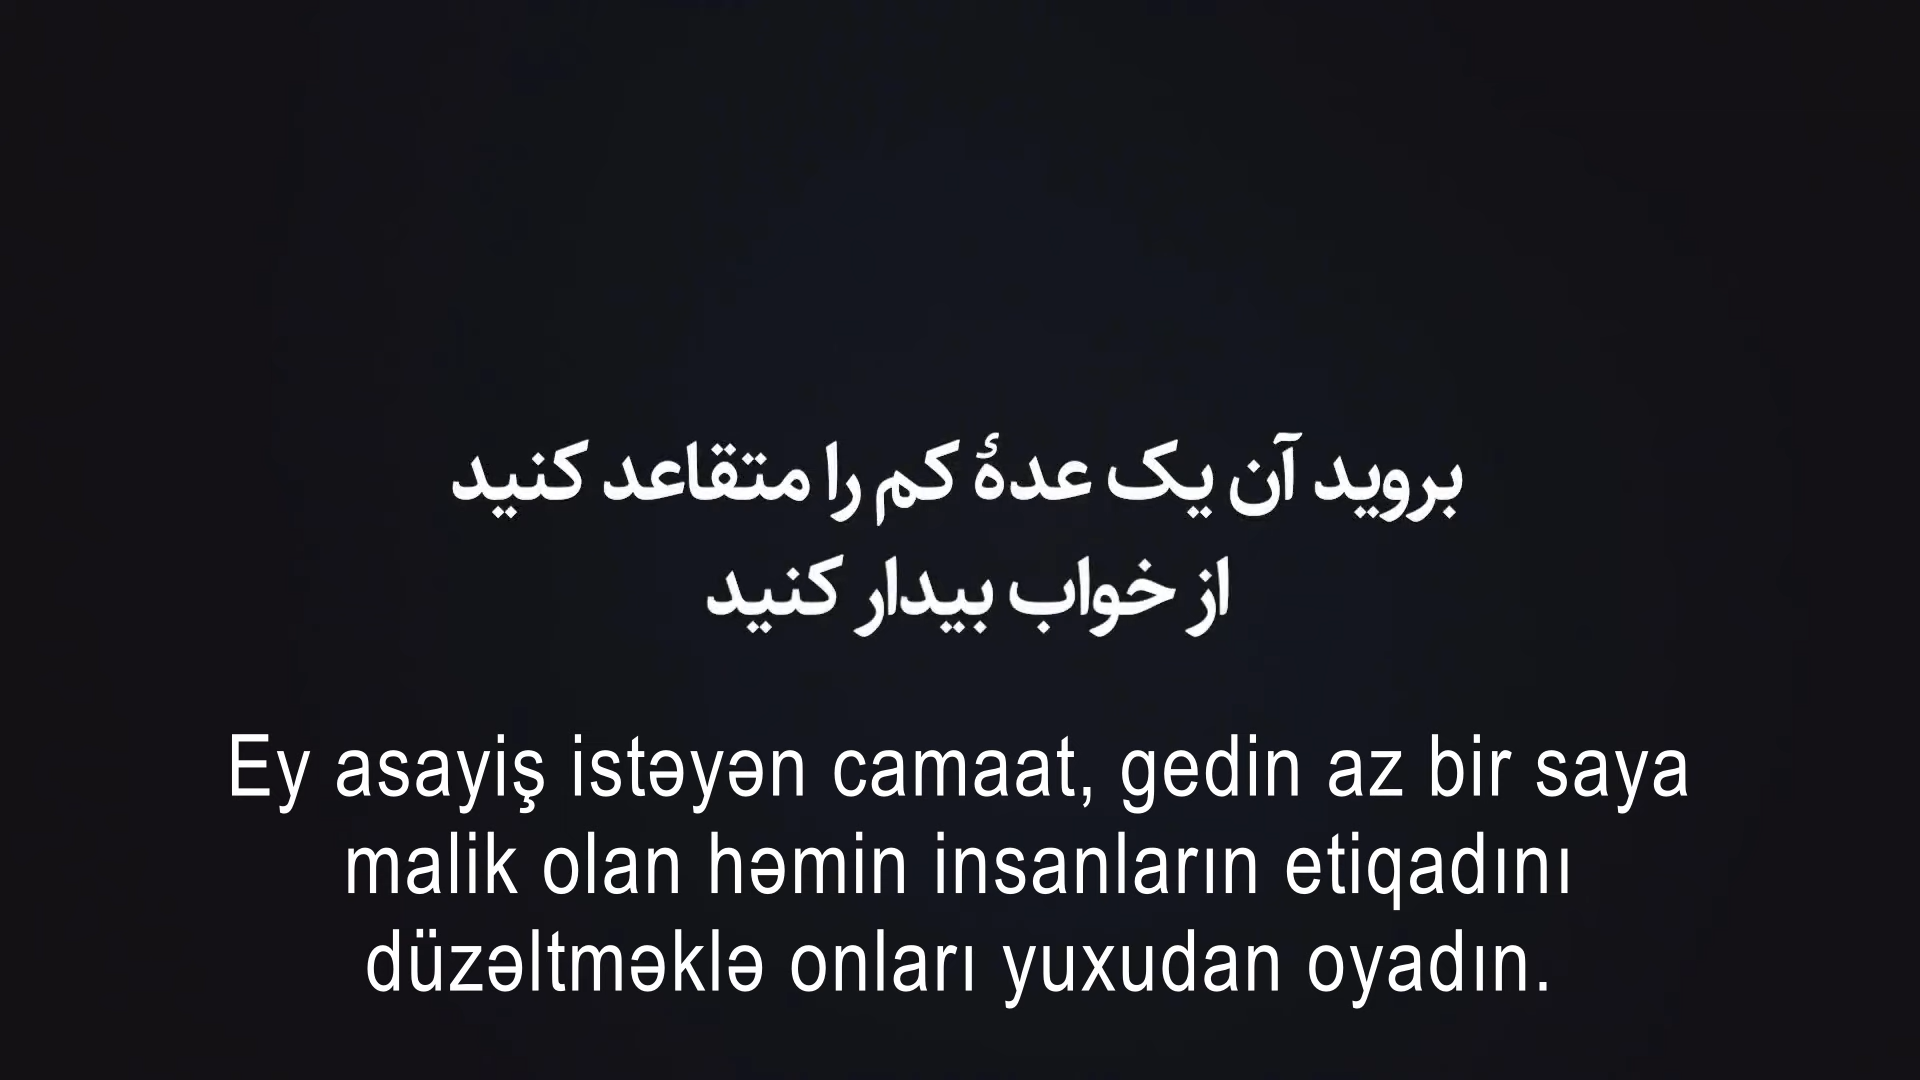 بروید آن یک عدهٔ کم را متقاعد کنید
از خواب بیدار کنید
Ey asayiş istəyən camaat, gedin az bir saya
malik olan həmin insanların etiqadını
düzəltməklə onları yuxudan oyadın.